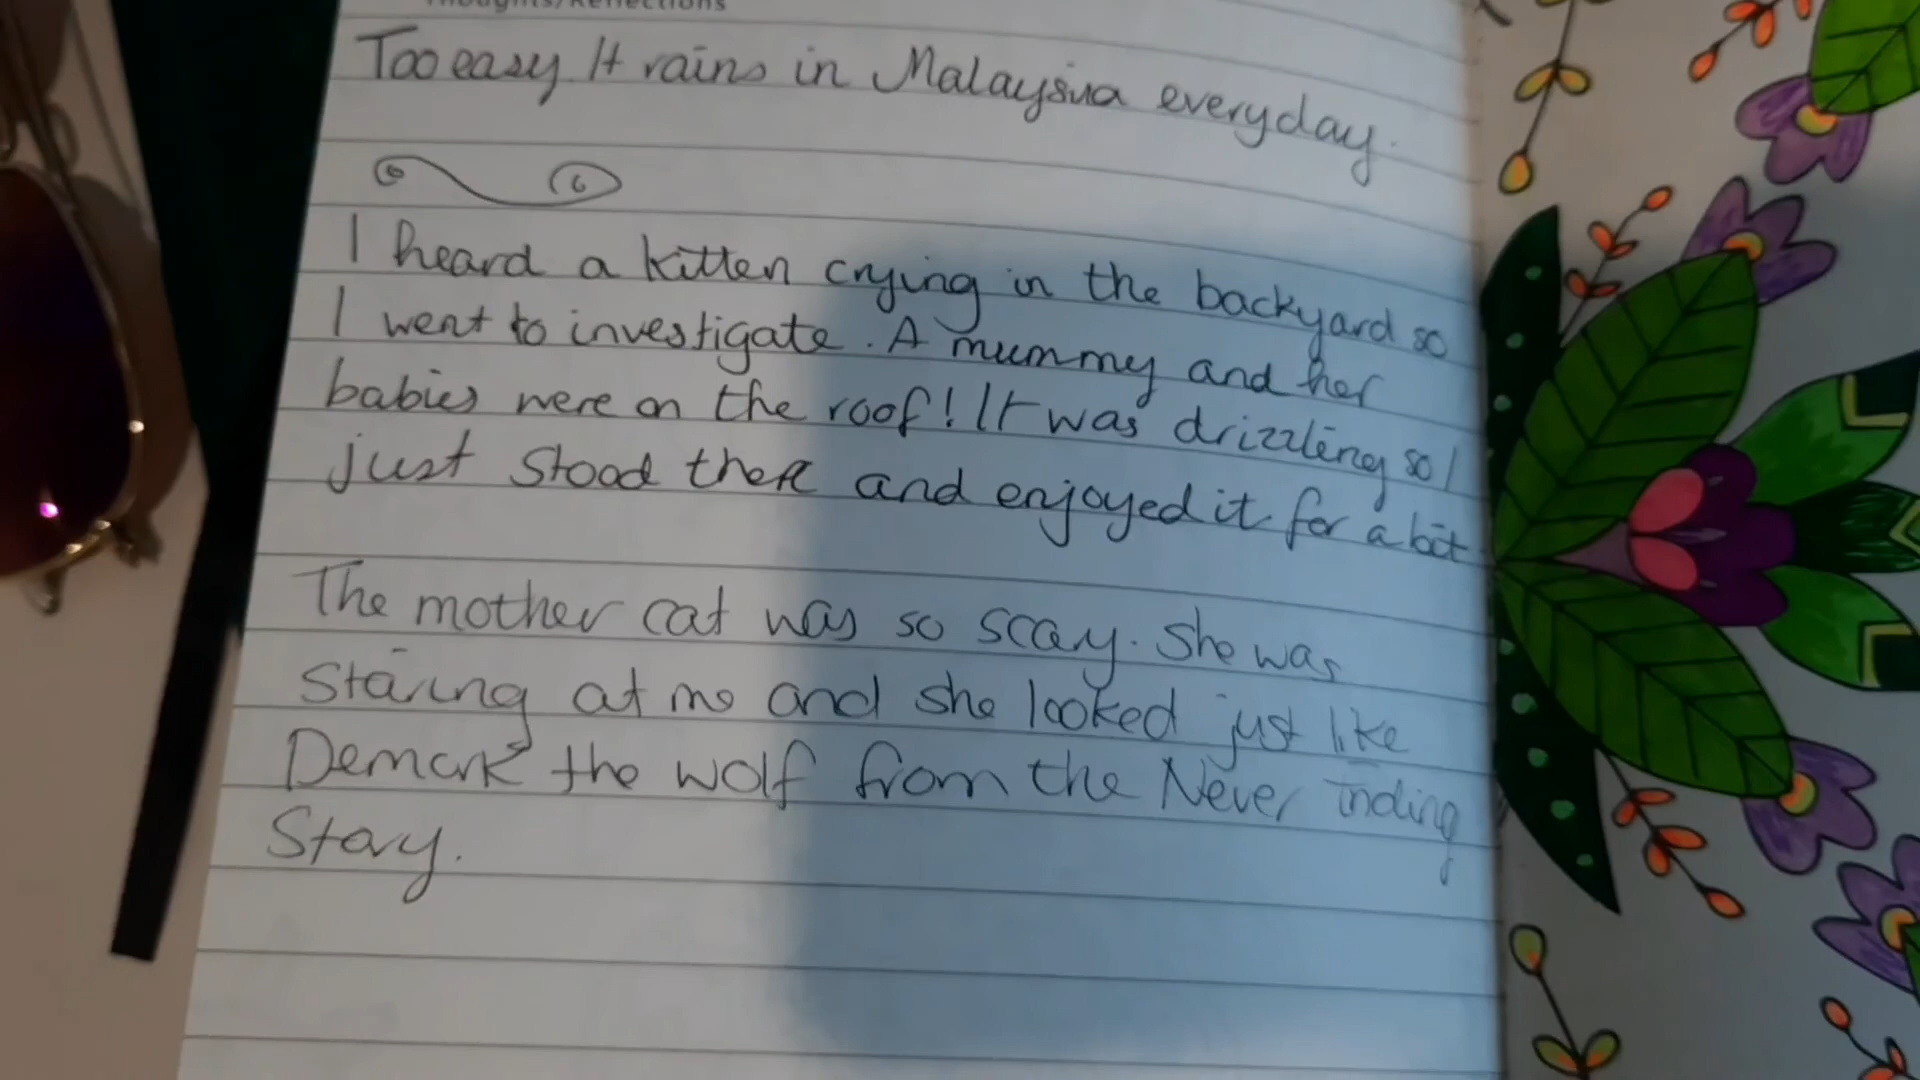 Thoughts/Reflections
Too easy It rains in Malaysia everyday.
I heard a kitten crying in the backyard so
I went to investigate. A mummy and her
babies were on the roof! It was drizzling so I
just stood there and enjoyed it for a bit
The mother cat was so scay. She was
staring at me and she looked just like
Demark the wolf from the Never Ending
Story.